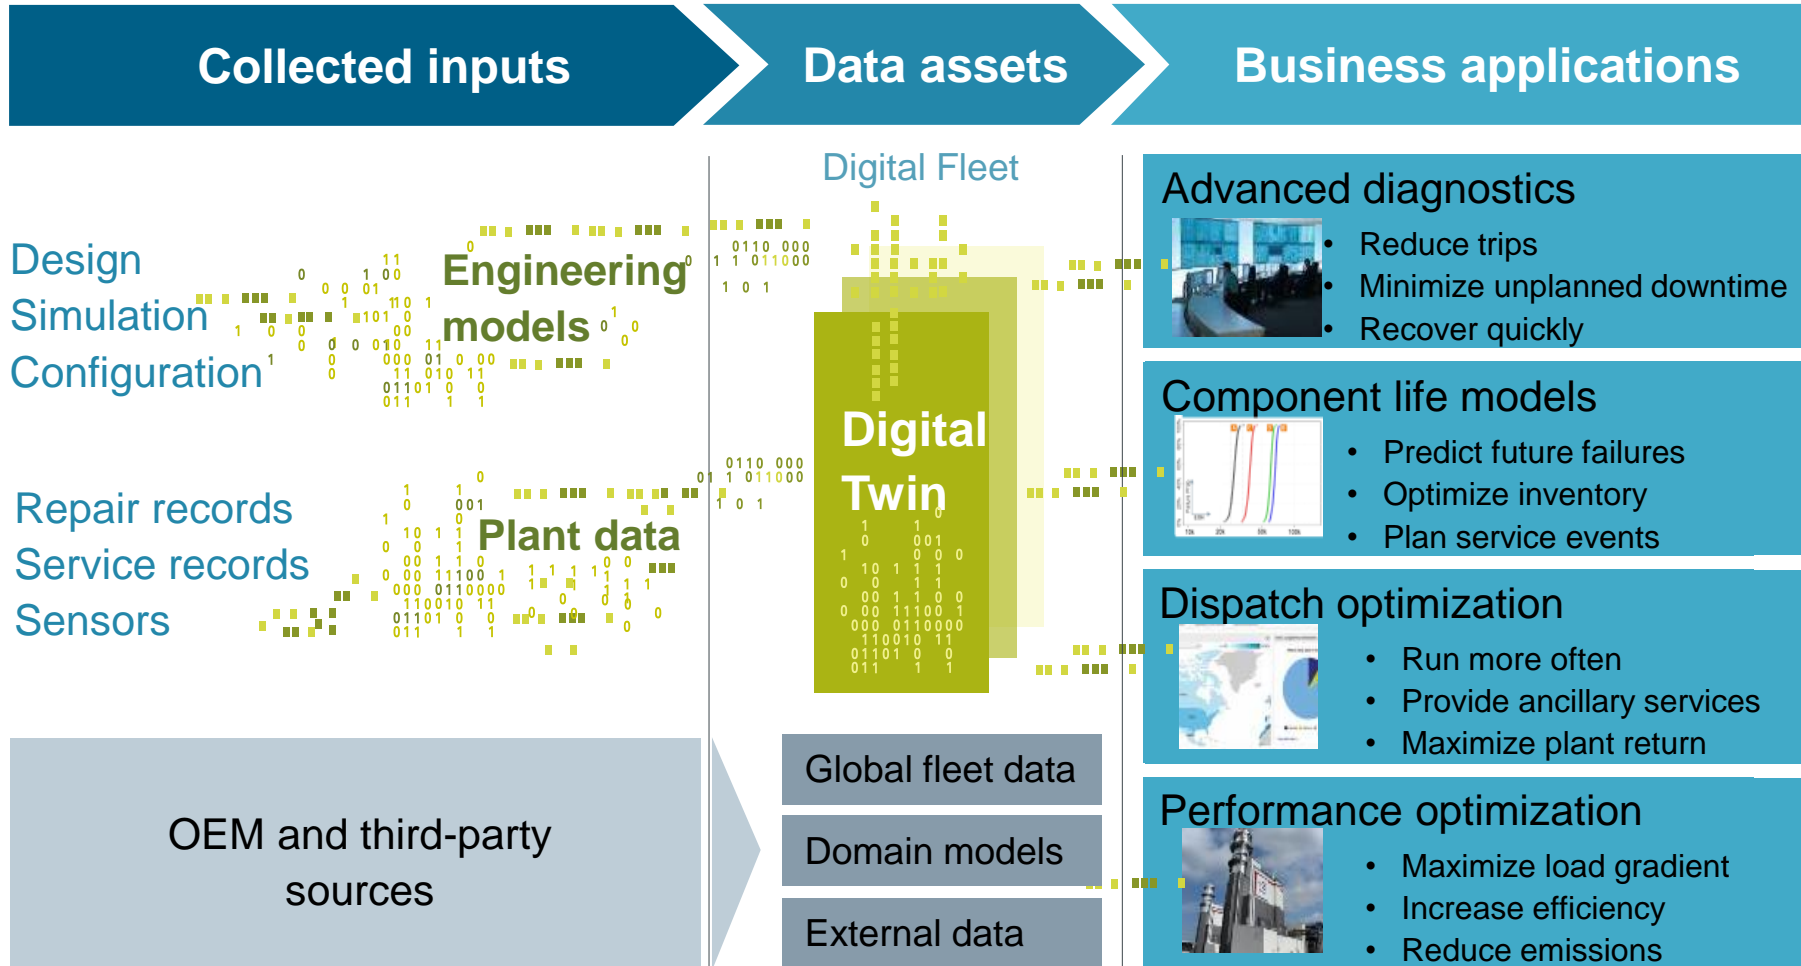 Collected inputs
Data assets
Business applications
Design
Simulation
Configuration
Engineering
models
Repair records
Service records
Sensors
Plant data
OEM and third-party
sources
Digital Fleet
Digital
Twin
Global fleet data
Domain models
External data
Advanced diagnostics
• Reduce trips
• Minimize unplanned downtime
• Recover quickly
Component life models
• Predict future failures
• Optimize inventory
• Plan service events
Dispatch optimization
• Run more often
• Provide ancillary services
• Maximize plant return
Performance optimization
• Maximize load gradient
• Increase efficiency
• Reduce emissions